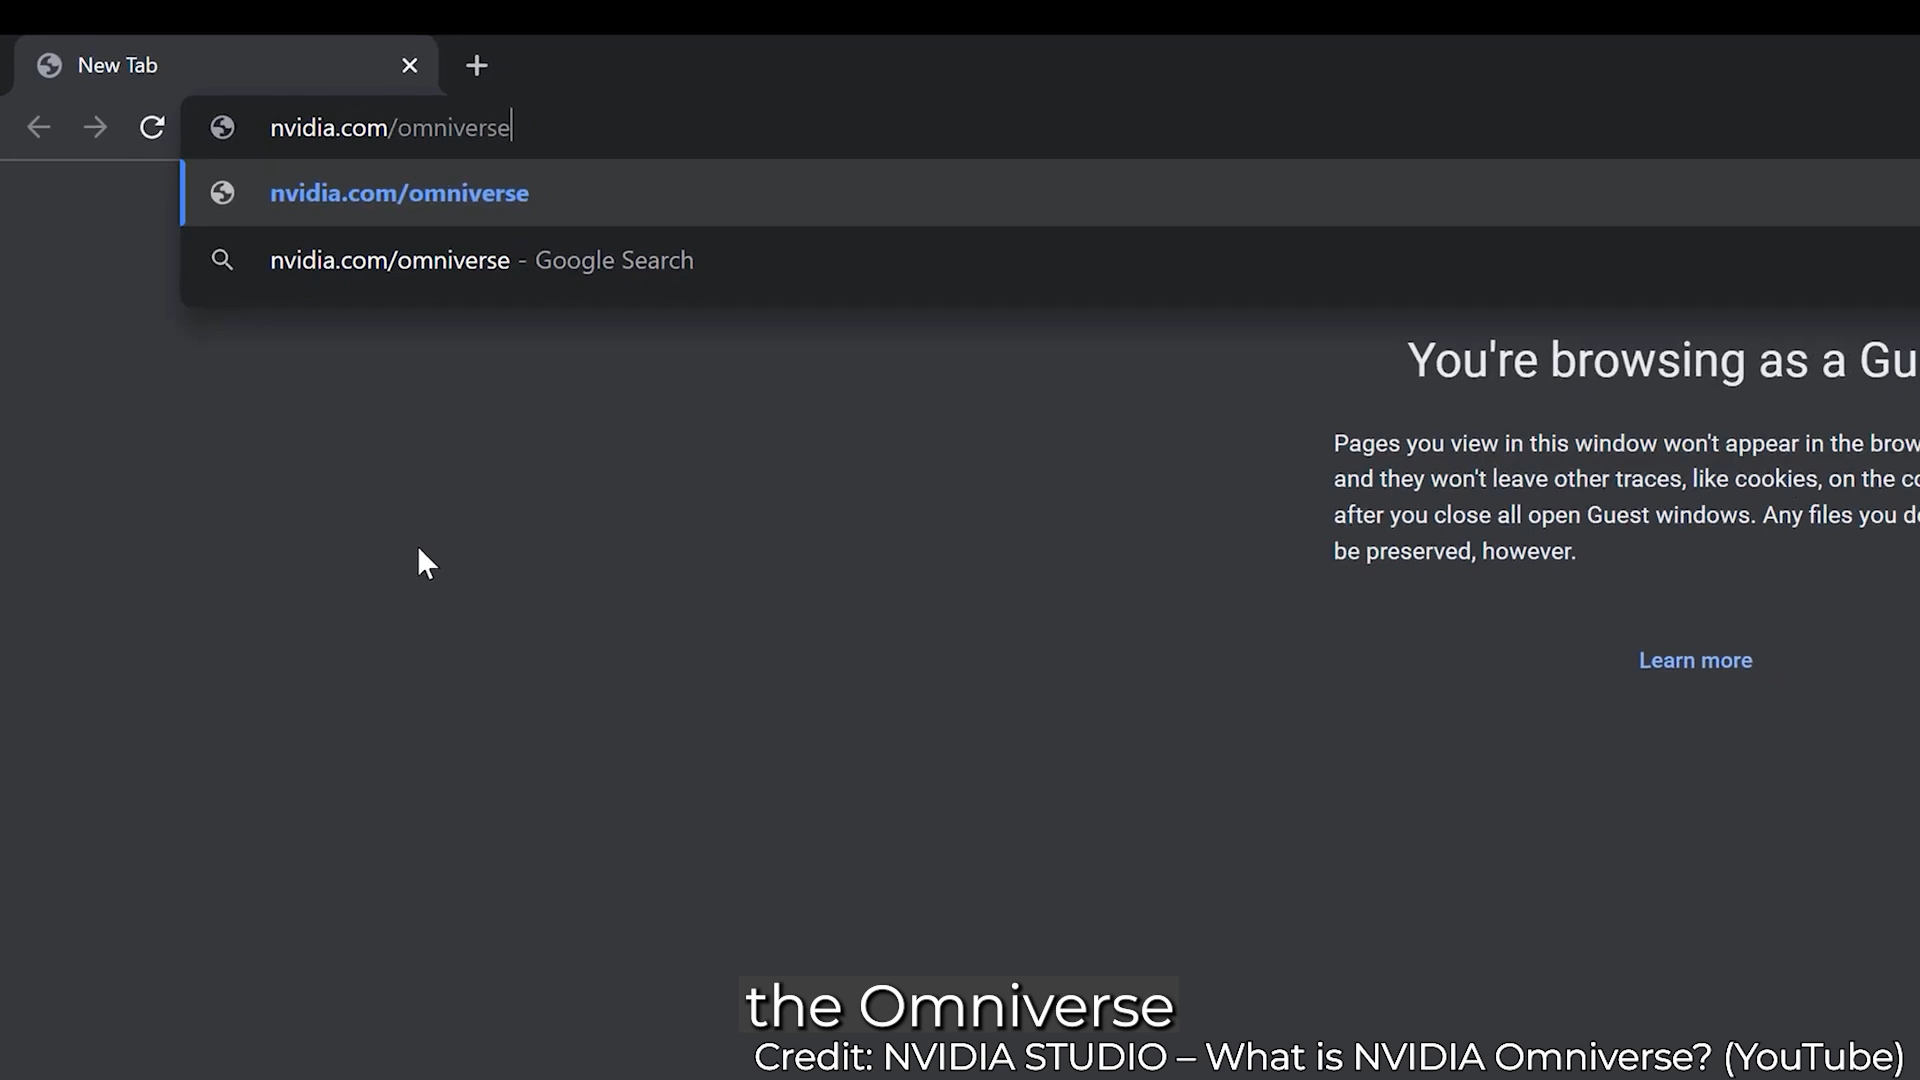 New Tab
nvidia.com/omniverse
nvidia.com/omniverse
nvidia.com/omniverse - Google Search
You're browsing as a Gu
Pages you view in this window won't appear in the brow
and they won't leave other traces, like cookies, on the co
after you close all open Guest windows. Any files you do
be preserved, however.
Learn more
the Omniverse
Credit: NVIDIA STUDIO – What is NVIDIA Omniverse? (YouTube)